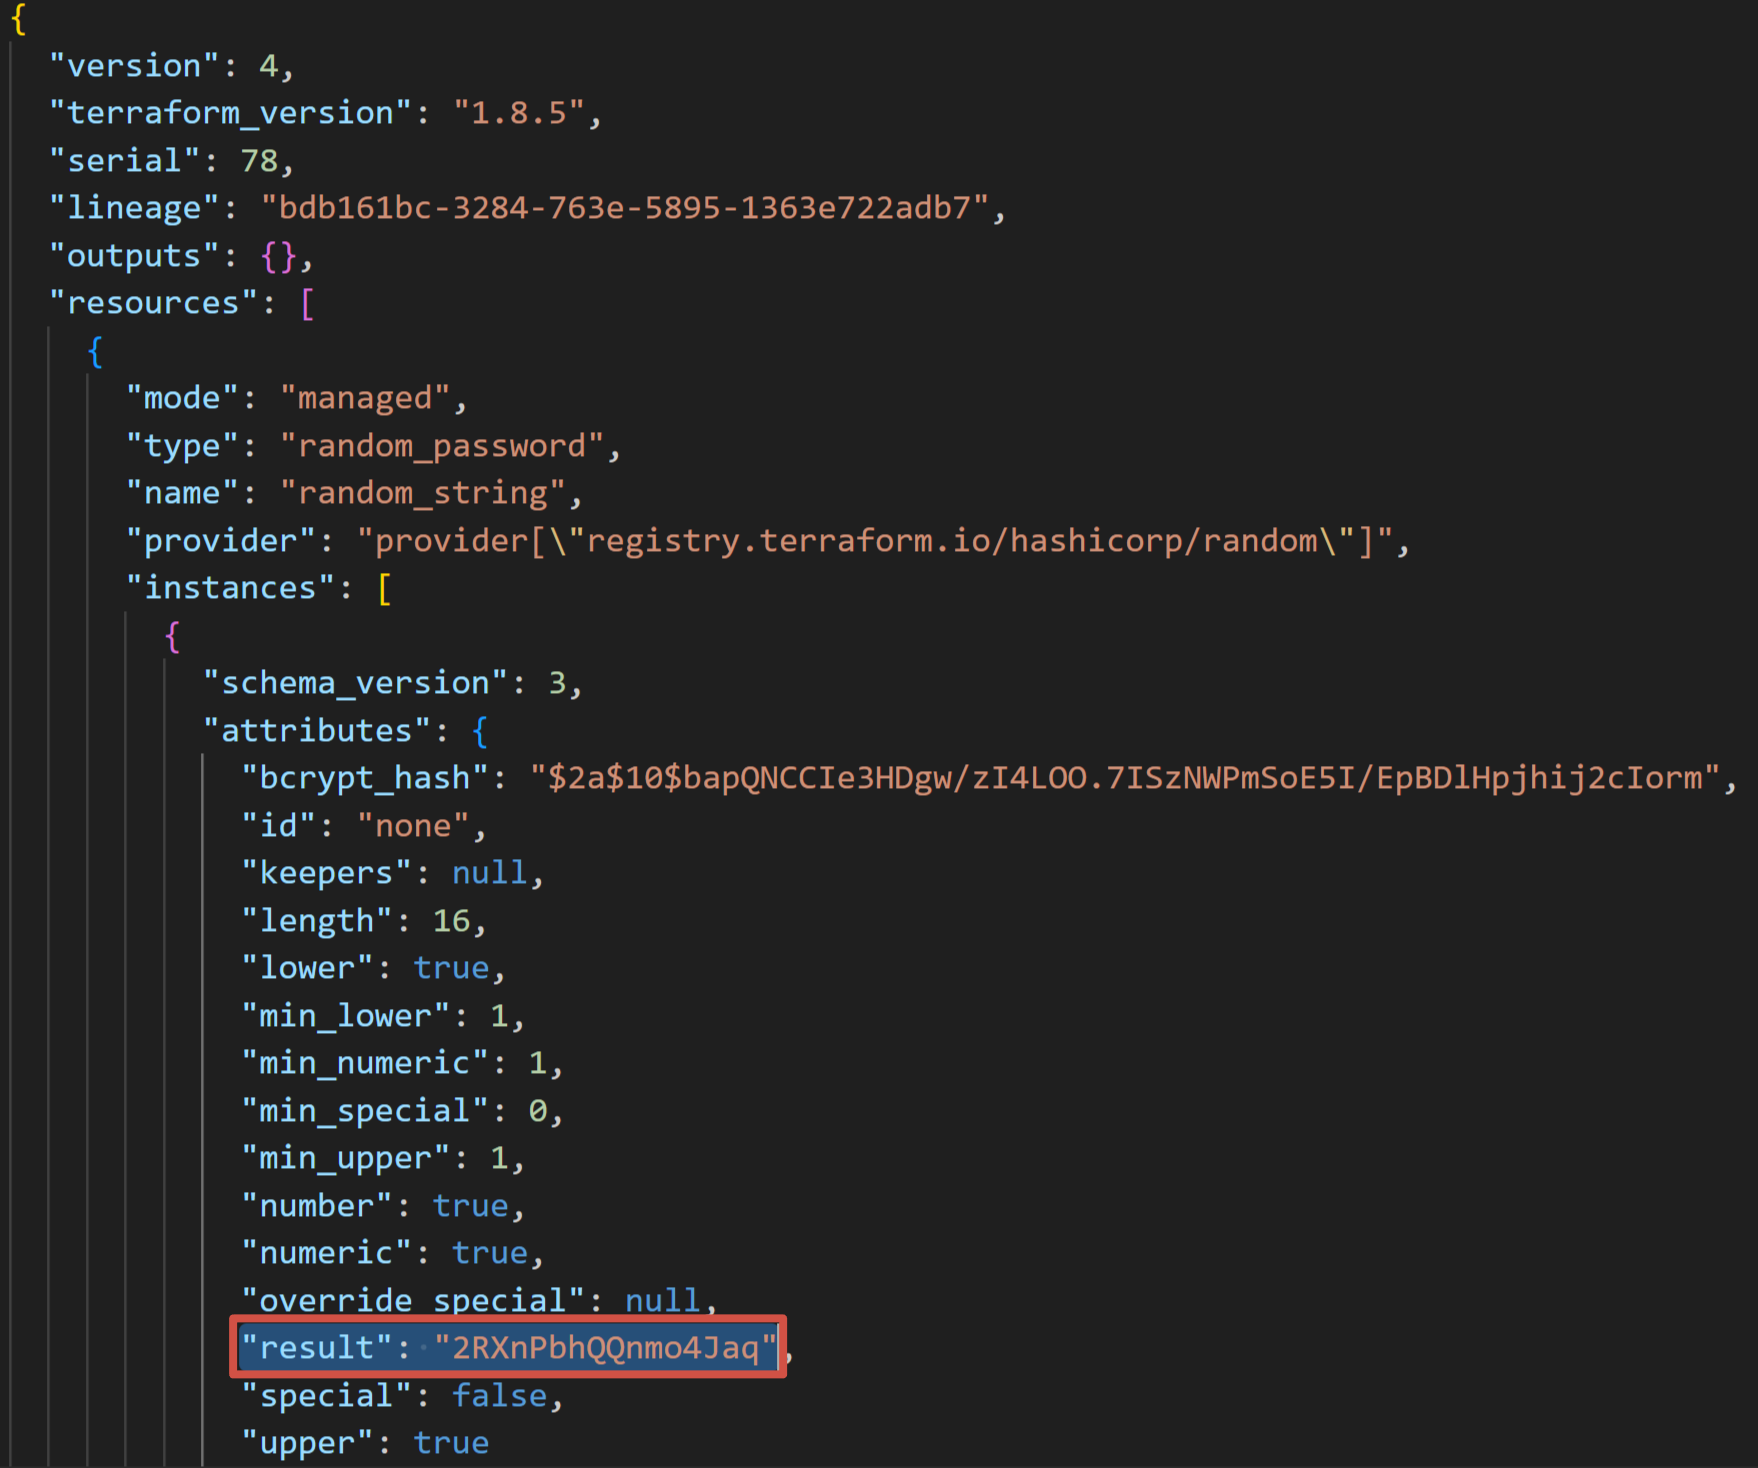 {
"version": 4,
"terraform_version": "1.8.5",
"serial": 78,
"lineage": "bdb161bc-3284-763e-5895-1363e722adb7",
"outputs": {},
"resources": [
{
"mode": "managed",
"type": "random_password",
"name": "random_string",
"provider": "provider[\"registry.terraform.io/hashicorp/random\"]",
"instances": [
{
"schema_version": 3,
"attributes": {
"bcrypt_hash": "$2a$10$bapQNCCIe3HDgw/zI4LOO.7ISzNWPmSoE5I/EpBDlHpjhij2cIorm",
"id": "none",
"keepers": null,
"length": 16,
"lower": true,
"min_lower": 1,
"min_numeric": 1,
"min_special": 0,
"min_upper": 1,
"number": true,
"numeric": true,
"override_special": null,
"result": "2RXnPbhQQnmo4Jaq",
"special": false,
"upper": true